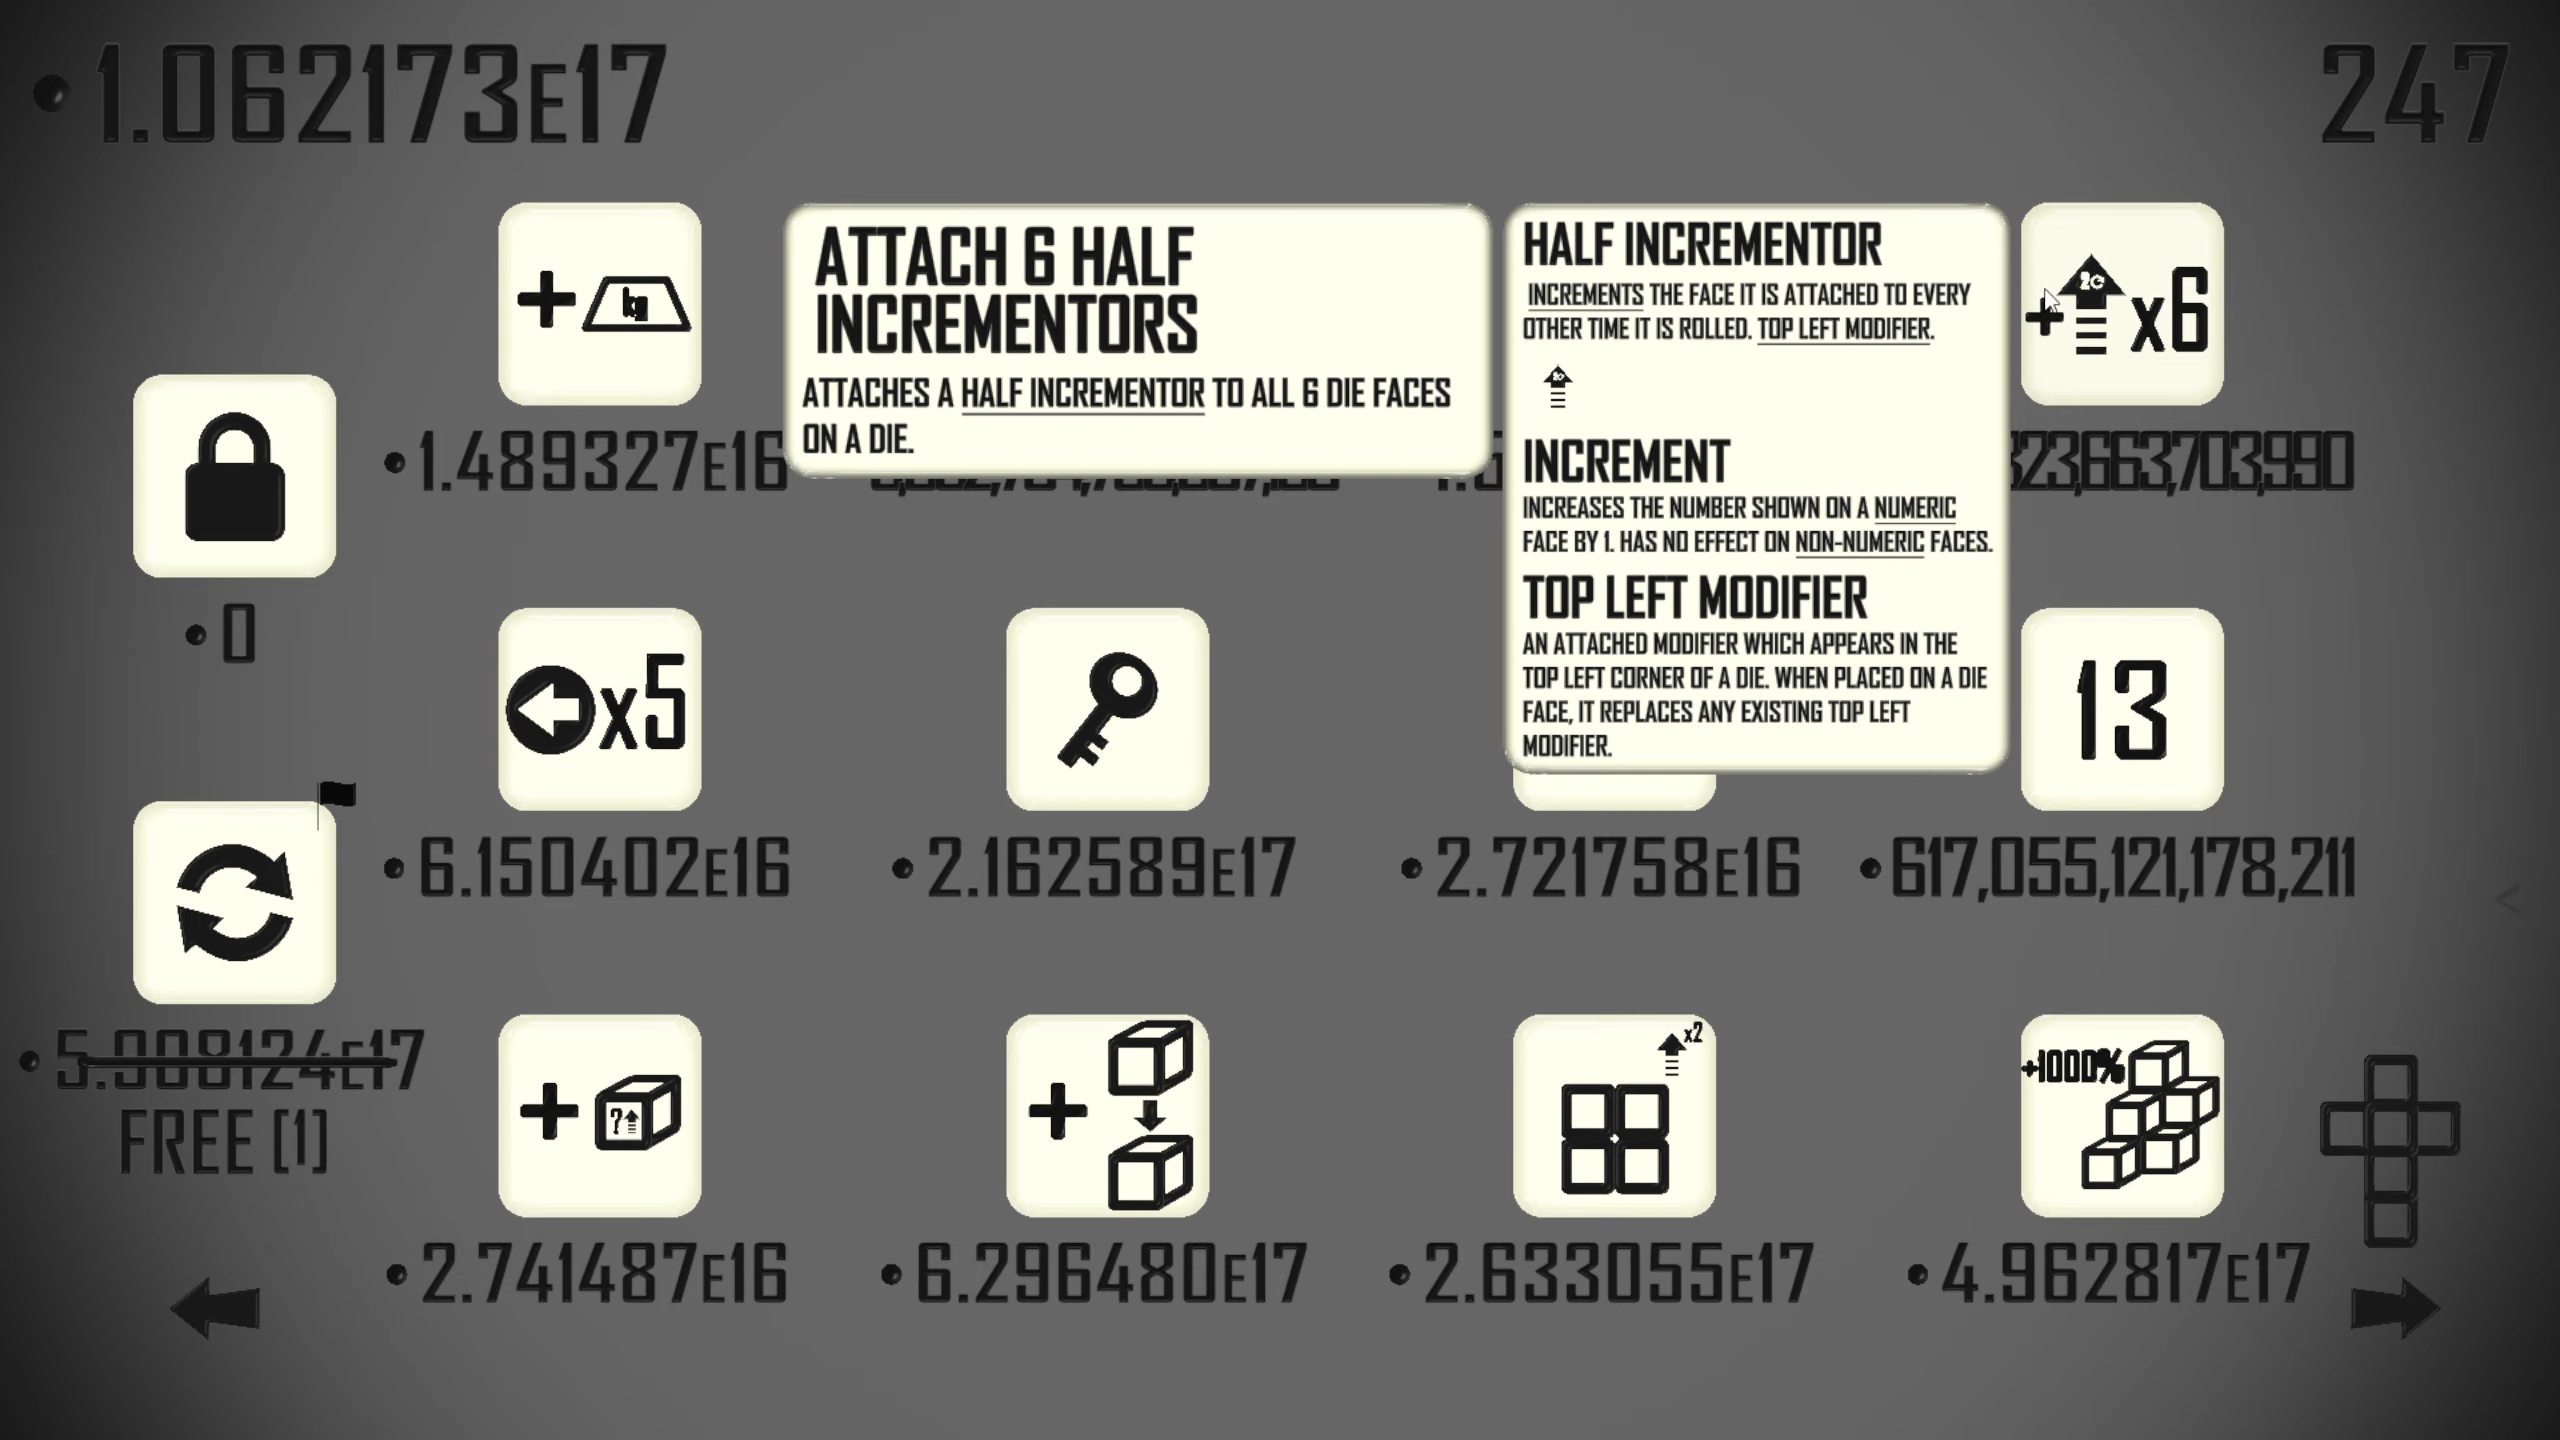 1.062173E17
247
kg
ATTACH 6 HALF
INCREMENTORS
ATTACHES A HALF INCREMENTOR TO ALL 6 DIE FACES
ON A DIE.
HALF INCREMENTOR
INCREMENTS THE FACE IT IS ATTACHED TO EVERY
OTHER TIME IT IS ROLLED. TOP LEFT MODIFIER.
INCREMENT
INCREASES THE NUMBER SHOWN ON A NUMERIC
FACE BY 1. HAS NO EFFECT ON NON-NUMERIC FACES.
TOP LEFT MODIFIER
AN ATTACHED MODIFIER WHICH APPEARS IN THE
TOP LEFT CORNER OF A DIE. WHEN PLACED ON A DIE
FACE, IT REPLACES ANY EXISTING TOP LEFT
MODIFIER.
+ x6
1.489327E16
0
x5
13
6.150402E16
2.162589E17
2.721758E16
617,055,121,178,211
5.908124E17
FREE [1]
+ ?
+
x2
+1000%
2.741487E16
6.296480E17
2.633055E17
4.962817E17